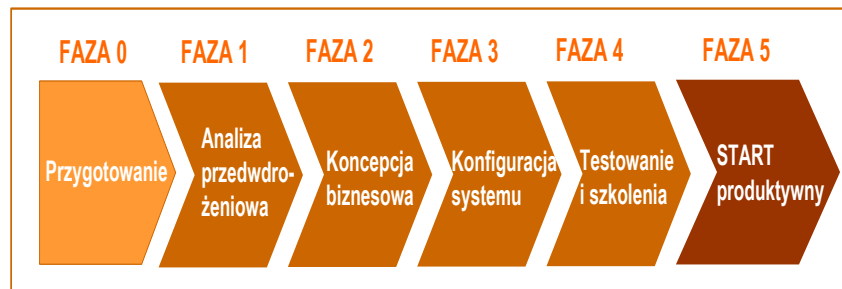 FAZA 0
FAZA 1
FAZA 2
FAZA 3
FAZA 4
FAZA 5
Przygotowanie
Analiza
przedwdro-
żeniowa
Koncepcja
biznesowa
Konfiguracja
systemu
Testowanie
i szkolenia
START
produktywny